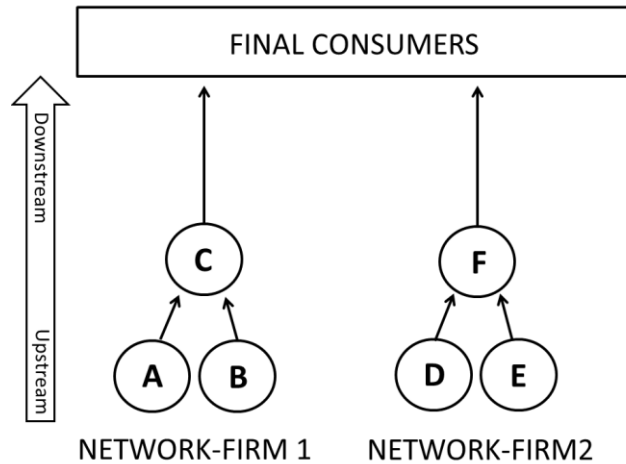 FINAL CONSUMERS
Downstream
Upstream
C
F
A
B
D
E
NETWORK-FIRM 1
NETWORK-FIRM2